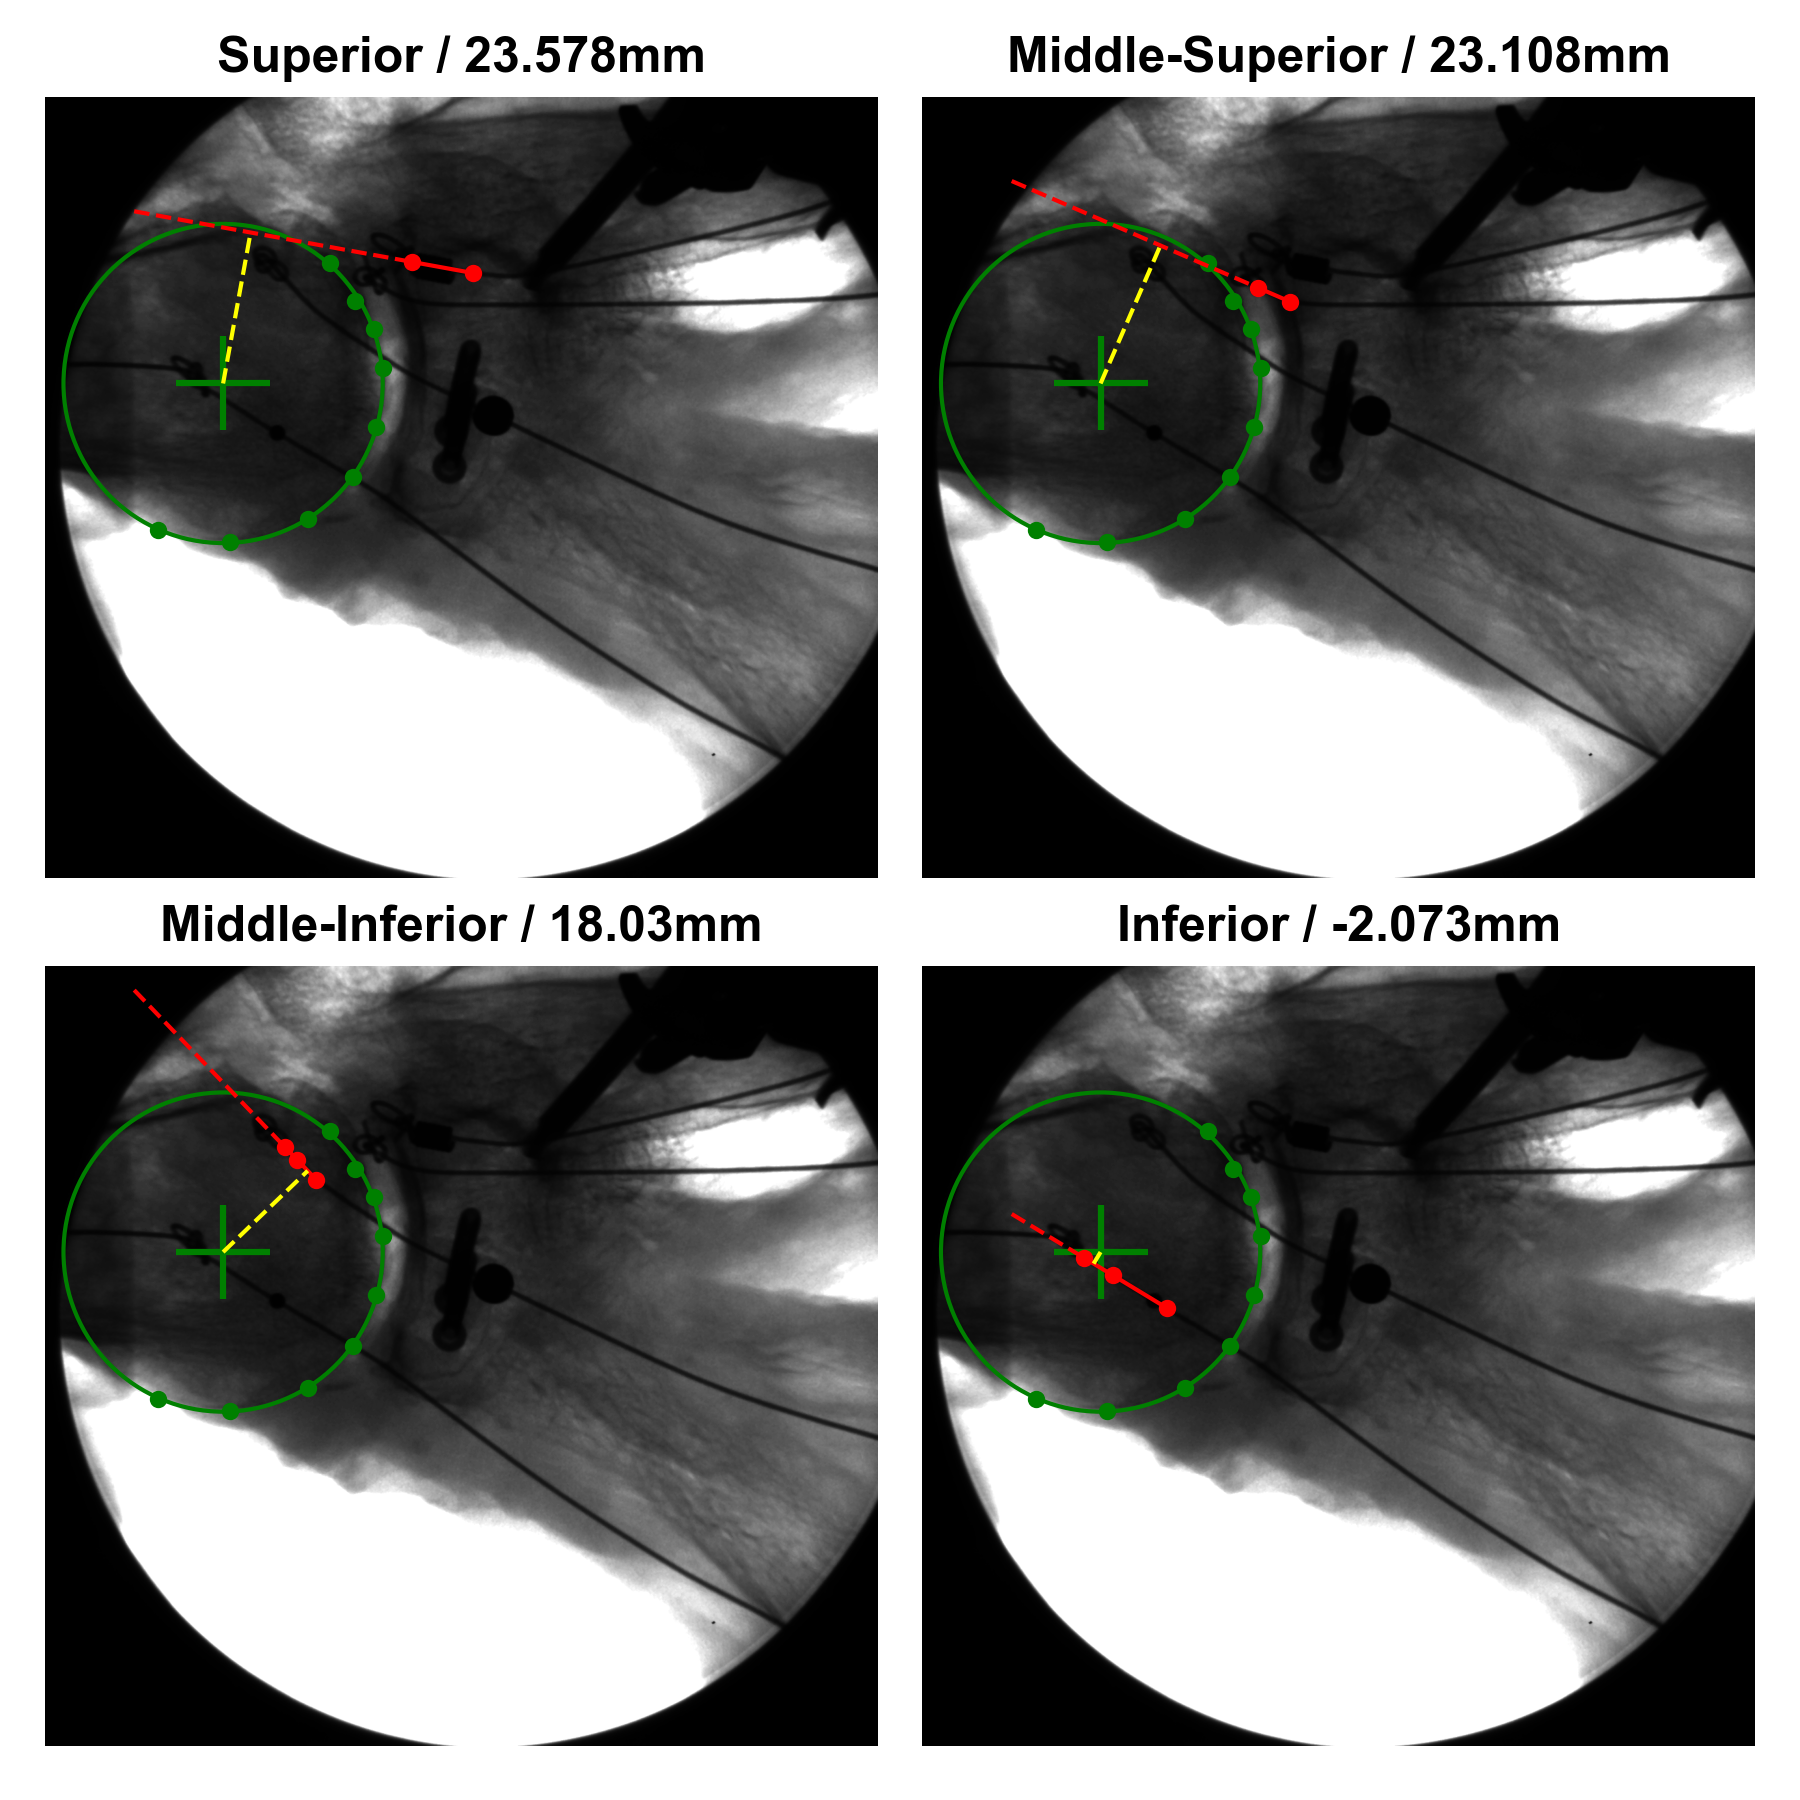 Superior / 23.578mm
Middle-Superior / 23.108mm
Middle-Inferior / 18.03mm
Inferior / -2.073mm